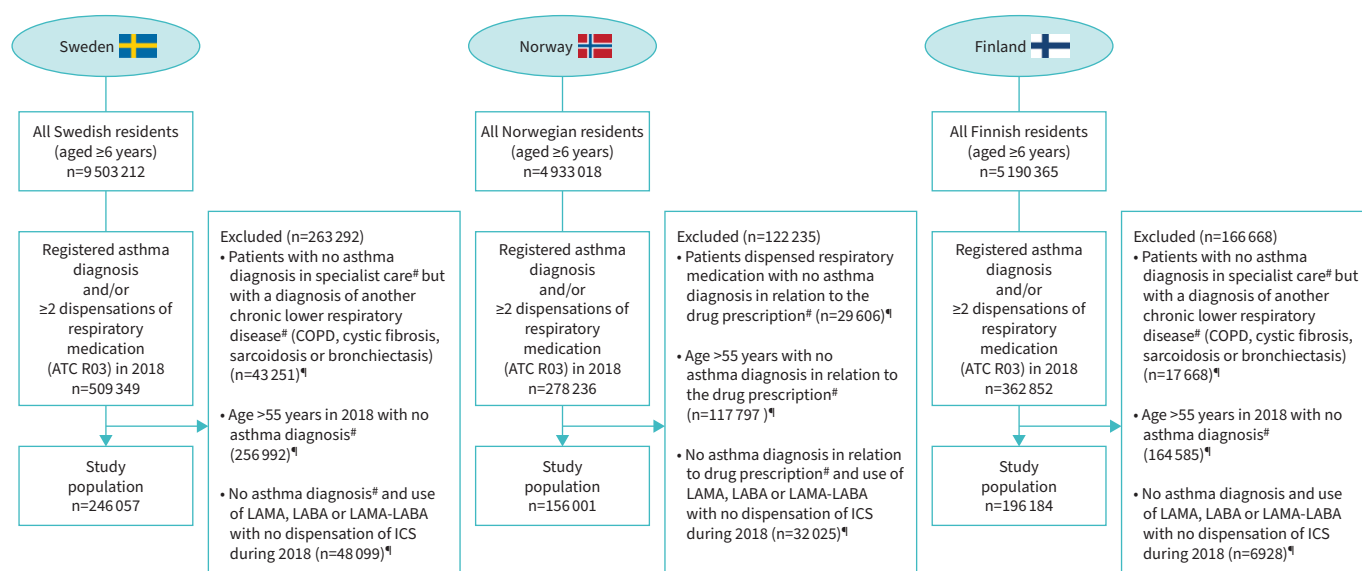 Sweden
All Swedish residents
(aged ≥6 years)
n=9 503 212
Registered asthma
diagnosis
and/or
≥2 dispensations of
respiratory
medication
(ATC R03) in 2018
n=509 349
Excluded (n=263 292)
• Patients with no asthma
diagnosis in specialist care# but
with a diagnosis of another
chronic lower respiratory
disease# (COPD, cystic fibrosis,
sarcoidosis or bronchiectasis)
(n=43 251)¶
• Age >55 years in 2018 with no
asthma diagnosis#
(256 992)¶
• No asthma diagnosis# and use
of LAMA, LABA or LAMA-LABA
with no dispensation of ICS
during 2018 (n=48 099)¶
Study
population
n=246 057
Norway
All Norwegian residents
(aged ≥6 years)
n=4 933 018
Registered asthma
diagnosis
and/or
≥2 dispensations of
respiratory
medication
(ATC R03) in 2018
n=278 236
Excluded (n=122 235)
• Patients dispensed respiratory
medication with no asthma
diagnosis in relation to the
drug prescription# (n=29 606)¶
• Age >55 years with no
asthma diagnosis in relation to
the drug prescription#
(n=117 797 )¶
• No asthma diagnosis in relation
to drug prescription# and use of
LAMA, LABA or LAMA-LABA
with no dispensation of ICS
during 2018 (n=32 025)¶
Study
population
n=156 001
Finland
All Finnish residents
(aged ≥6 years)
n=5 190 365
Registered asthma
diagnosis
and/or
≥2 dispensations of
respiratory
medication
(ATC R03) in 2018
n=362 852
Excluded (n=166 668)
• Patients with no asthma
diagnosis in specialist care# but
with a diagnosis of another
chronic lower respiratory
disease# (COPD, cystic fibrosis,
sarcoidosis or bronchiectasis)
(n=17 668)¶
• Age >55 years in 2018 with no
asthma diagnosis#
(164 585)¶
• No asthma diagnosis and use
of LAMA, LABA or LAMA-LABA
with no dispensation of ICS
during 2018 (n=6928)¶
Study
population
n=196 184